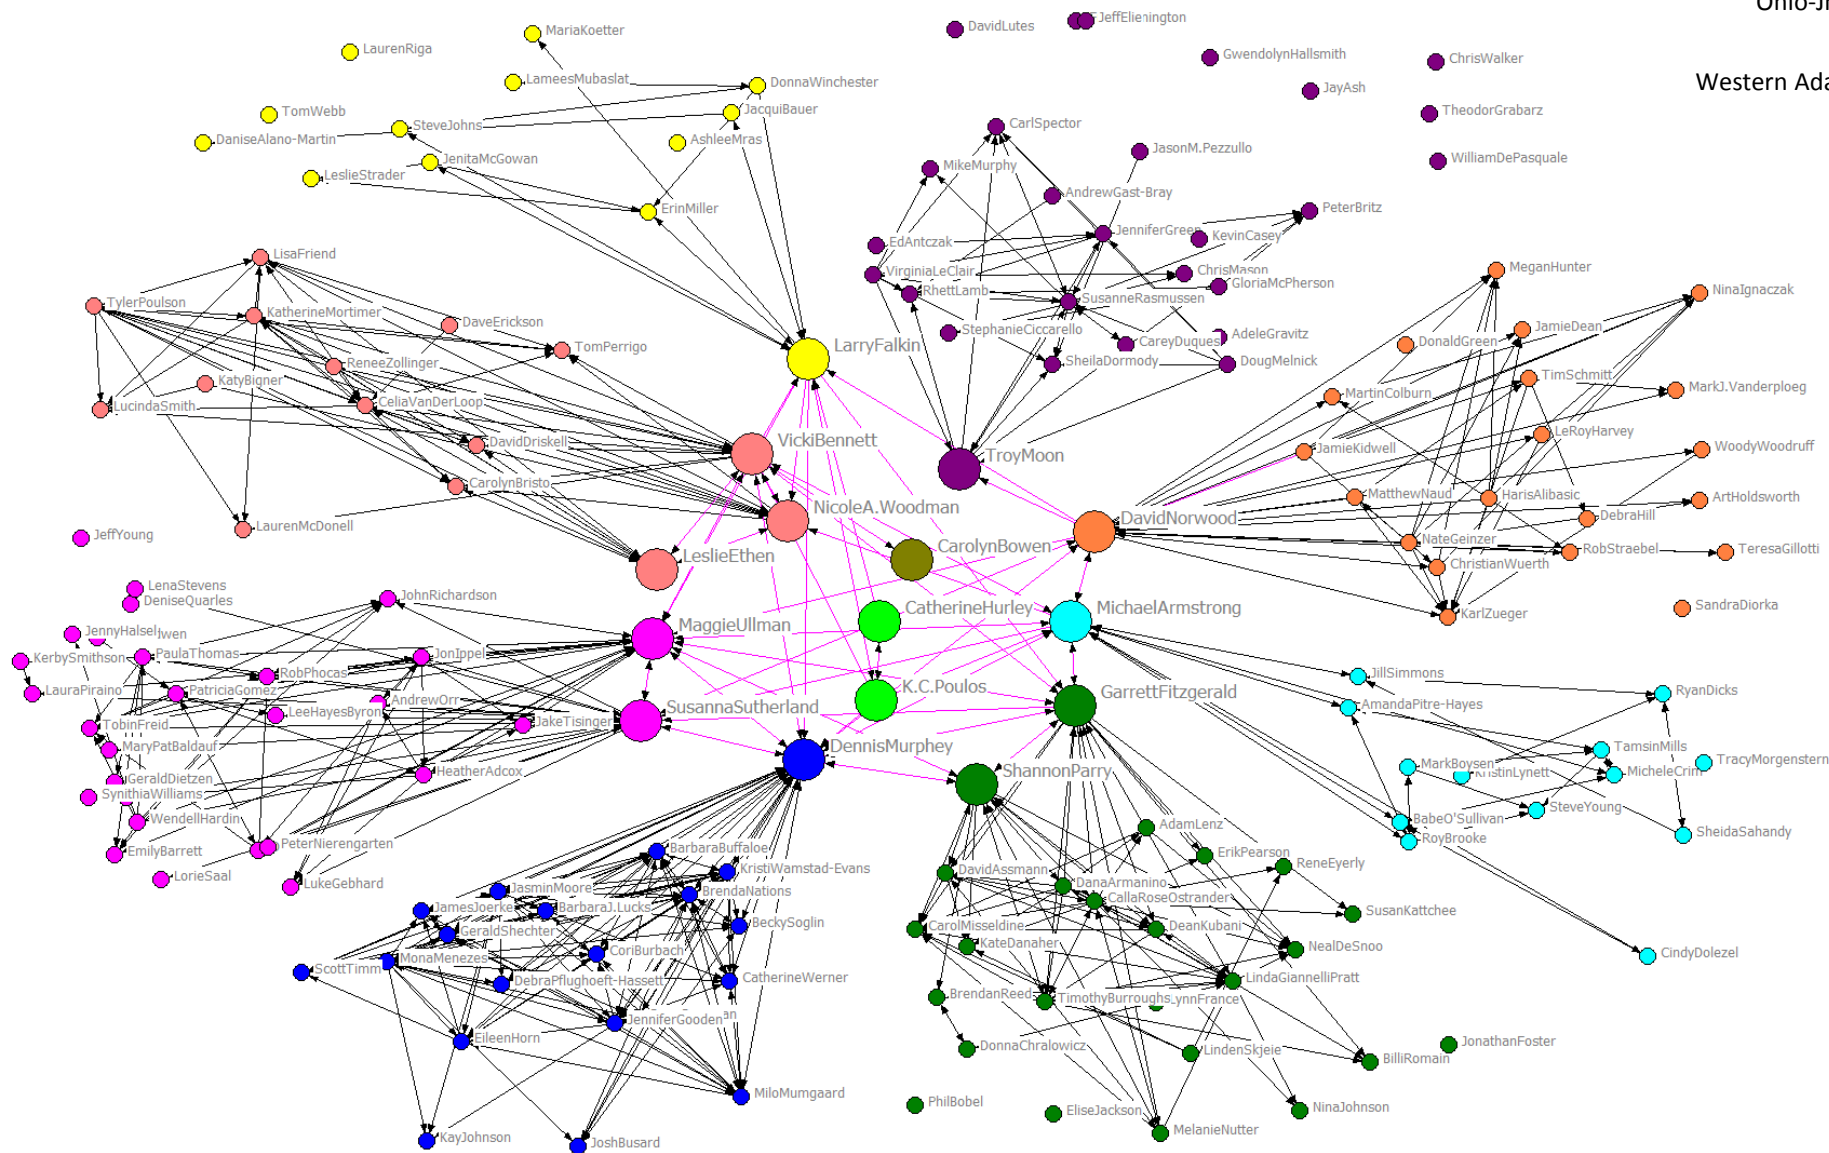 Western Ada
MariaKoetter
LaurenRiga
LameesMubaslat
DonnaWinchester
JacquiBauer
TomWebb
SteveJohns
DaniseAlano-Martin
AshleeMras
JenitaMcGowan
LeslieStrader
ErinMiller
LarryFalkin
DavidLutes
JeffElienington
GwendolynHallsmith
ChrisWalker
JayAsh
TheodorGrabarz
WilliamDePasquale
CarlSpector
JasonM.Pezzullo
MikeMurphy
AndrewGast-Bray
PeterBritz
JenniferGreen
KevinCasey
EdAntczak
VirginiaLeClair
ChrisMason
GloriaMcPherson
RhettLamb
SusanneRasmussen
StephanieCiccarello
CareyDuques
AdeleGravitz
SheilaDormody
DougMelnick
TroyMoon
LisaFriend
TylerPoulson
KatherineMortimer
DaveErickson
TomPerrigo
ReneeZollinger
KatyBigner
CeliaVanDerLoop
LucindaSmith
DavidDriskell
CarolynBristo
LaurenMcDonell
VickiBennett
NicoleA.Woodman
LeslieEthen
CarolynBowen
MeganHunter
NinaIgnaczak
JamieDean
DonaldGreen
TimSchmitt
MarkJ.Vanderploeg
MartinColburn
LeRoyHarvey
WoodyWoodruff
JamieKidwell
MatthewNaud
HarisAlibasic
ArtHoldsworth
DebraHill
NateGeinzer
RobStraebel
TeresaGillotti
ChristianWuerth
SandraDiorka
KarlZueger
DavidNorwood
CatherineHurley
MichaelArmstrong
K.C.Poulos
GarrettFitzgerald
MaggieUllman
SusannaSutherland
DennisMurphey
ShannonParry
JeffYoung
LenaStevens
DeniseQuarles
JohnRichardson
JennyHalsel
KerbySmithson
PaulaThomas
JonIppel
RobPhocas
LauraPiraino
PatriciaGomez
AndrewOrr
LeeHayesByron
JakeTisinger
TobinFreid
MaryPatBaldauf
HeatherAdcox
GeraldDietzen
SynithiaWilliams
WendellHardin
EmilyBarrett
PeterNierengarten
LorieSaal
LukeGebhard
JillSimmons
RyanDicks
AmandaPitre-Hayes
TamsinMills
TracyMorgenstern
MarkBoysen
MicheleCrim
SteveYoung
BabeO'Sullivan
RoyBrooke
SheidaSahandy
CindyDolezel
BarbaraBuffaloe
KristiWamstad-Evans
JasminMoore
BrendaNations
JamesJoerke
BarbaraJ.Lucks
BeckySoglin
GeraldShechter
CoriBurbach
MonaMenezes
ScottTimm
DebraPflughoeft-Hassett
CatherineWerner
JenniferGooden
EileenHorn
MiloMumgaard
KayJohnson
JoshBusard
AdamLenz
ErikPearson
ReneEyerly
DavidAssmann
DanaArmanino
CallaRoseOstrander
SusanKattchee
CarolMisseldine
DeanKubani
KateDanaher
NealDeSnoo
LindaGiannelliPratt
BrendanReed
TimothyBurroughs
LynnFrance
DonnaChralowicz
LindenSkjeie
BilliRomain
JonathanFoster
PhilBobel
EliseJackson
NinaJohnson
MelanieNutter